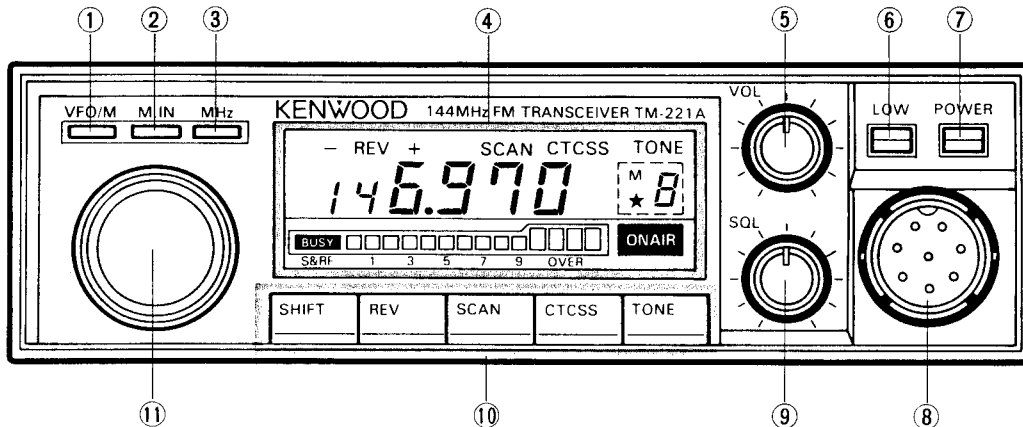 ① ② ③ ④ ⑤ ⑥ ⑦
VFO/M M.IN MHz
KENWOOD 144MHz FM TRANSCEIVER TM-221A
VOL
LOW POWER
− REV + SCAN CTCSS TONE
146.970
M
★ 8
BUSY
ON AIR
S&RF 1 3 5 7 9 OVER
SQL
SHIFT REV SCAN CTCSS TONE
⑪ ⑩ ⑨ ⑧